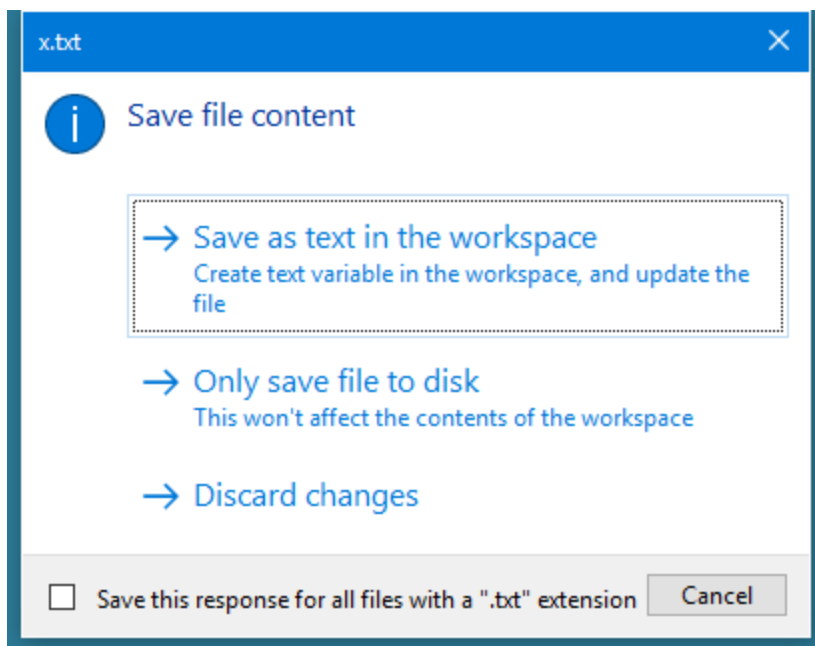 x.txt
Save file content
Save as text in the workspace
Create text variable in the workspace, and update the
file
Only save file to disk
This won't affect the contents of the workspace
Discard changes
Save this response for all files with a ".txt" extension
Cancel